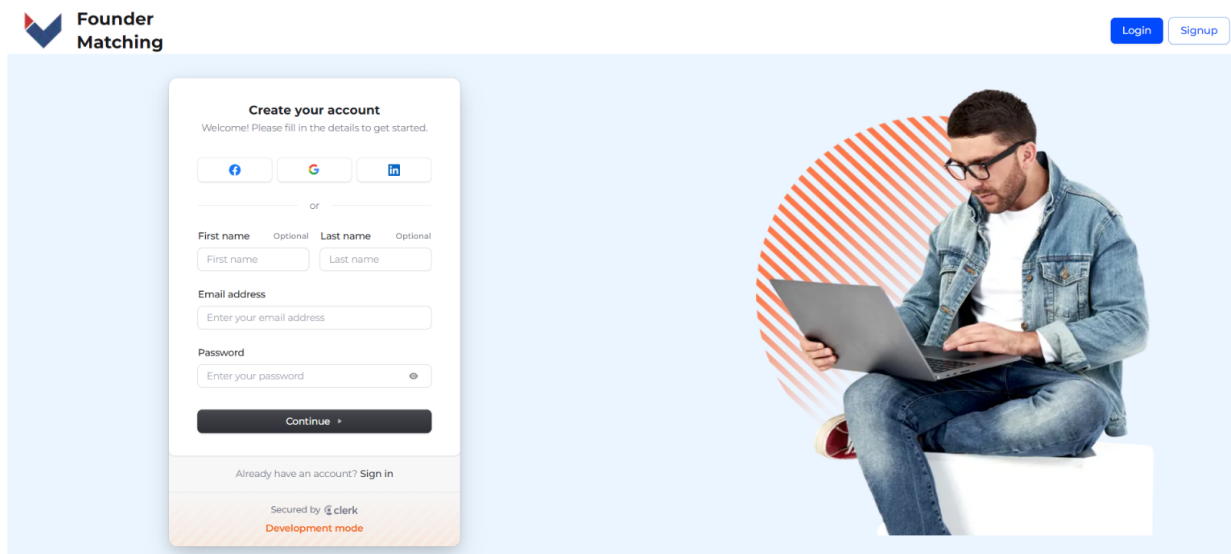 Founder
Matching
Login
Signup
Create your account
Welcome! Please fill in the details to get started.
or
First name Optional Last name Optional
First name Last name
Email address
Enter your email address
Password
Enter your password
Continue
Already have an account? Sign in
Secured by clerk
Development mode